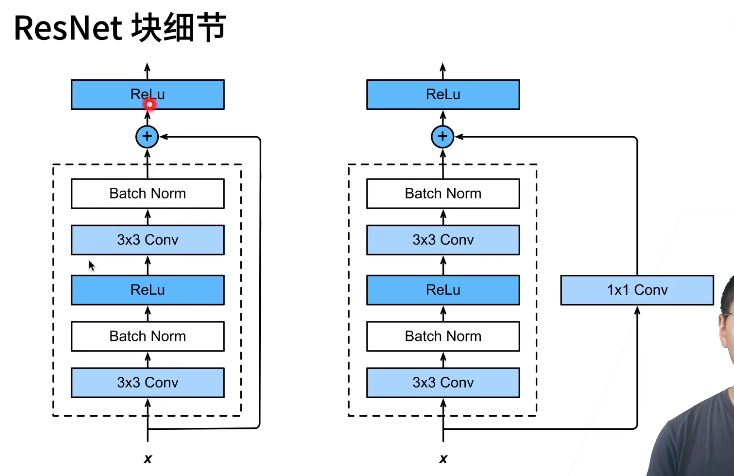 ResNet 块细节
ReLu
+
Batch Norm
3x3 Conv
ReLu
Batch Norm
3x3 Conv
x
ReLu
+
Batch Norm
3x3 Conv
ReLu
Batch Norm
3x3 Conv
x
1x1 Conv